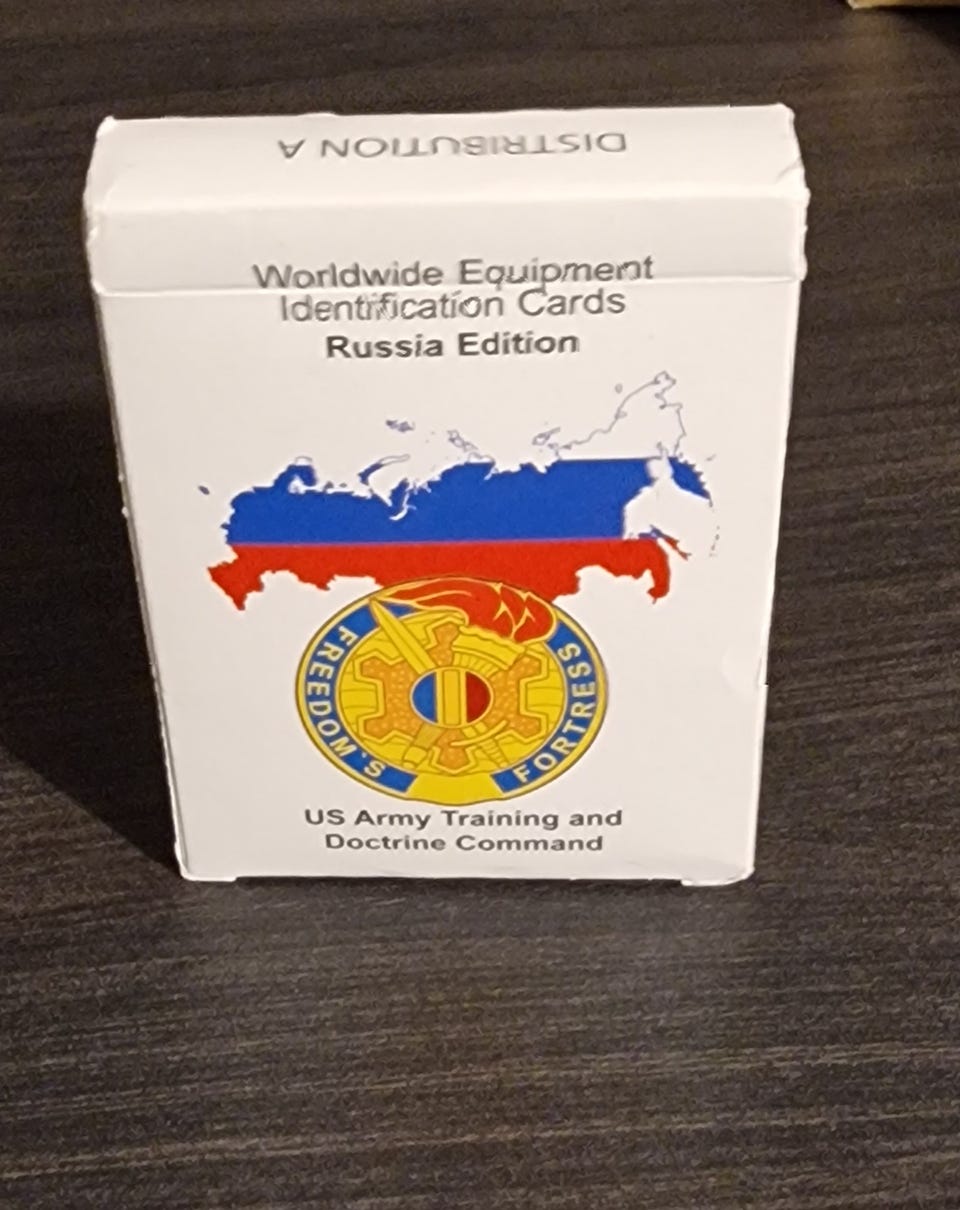 DISTRIBUTION A
Worldwide Equipment
Identification Cards
Russia Edition
FREEDOM'S FORTRESS
US Army Training and
Doctrine Command